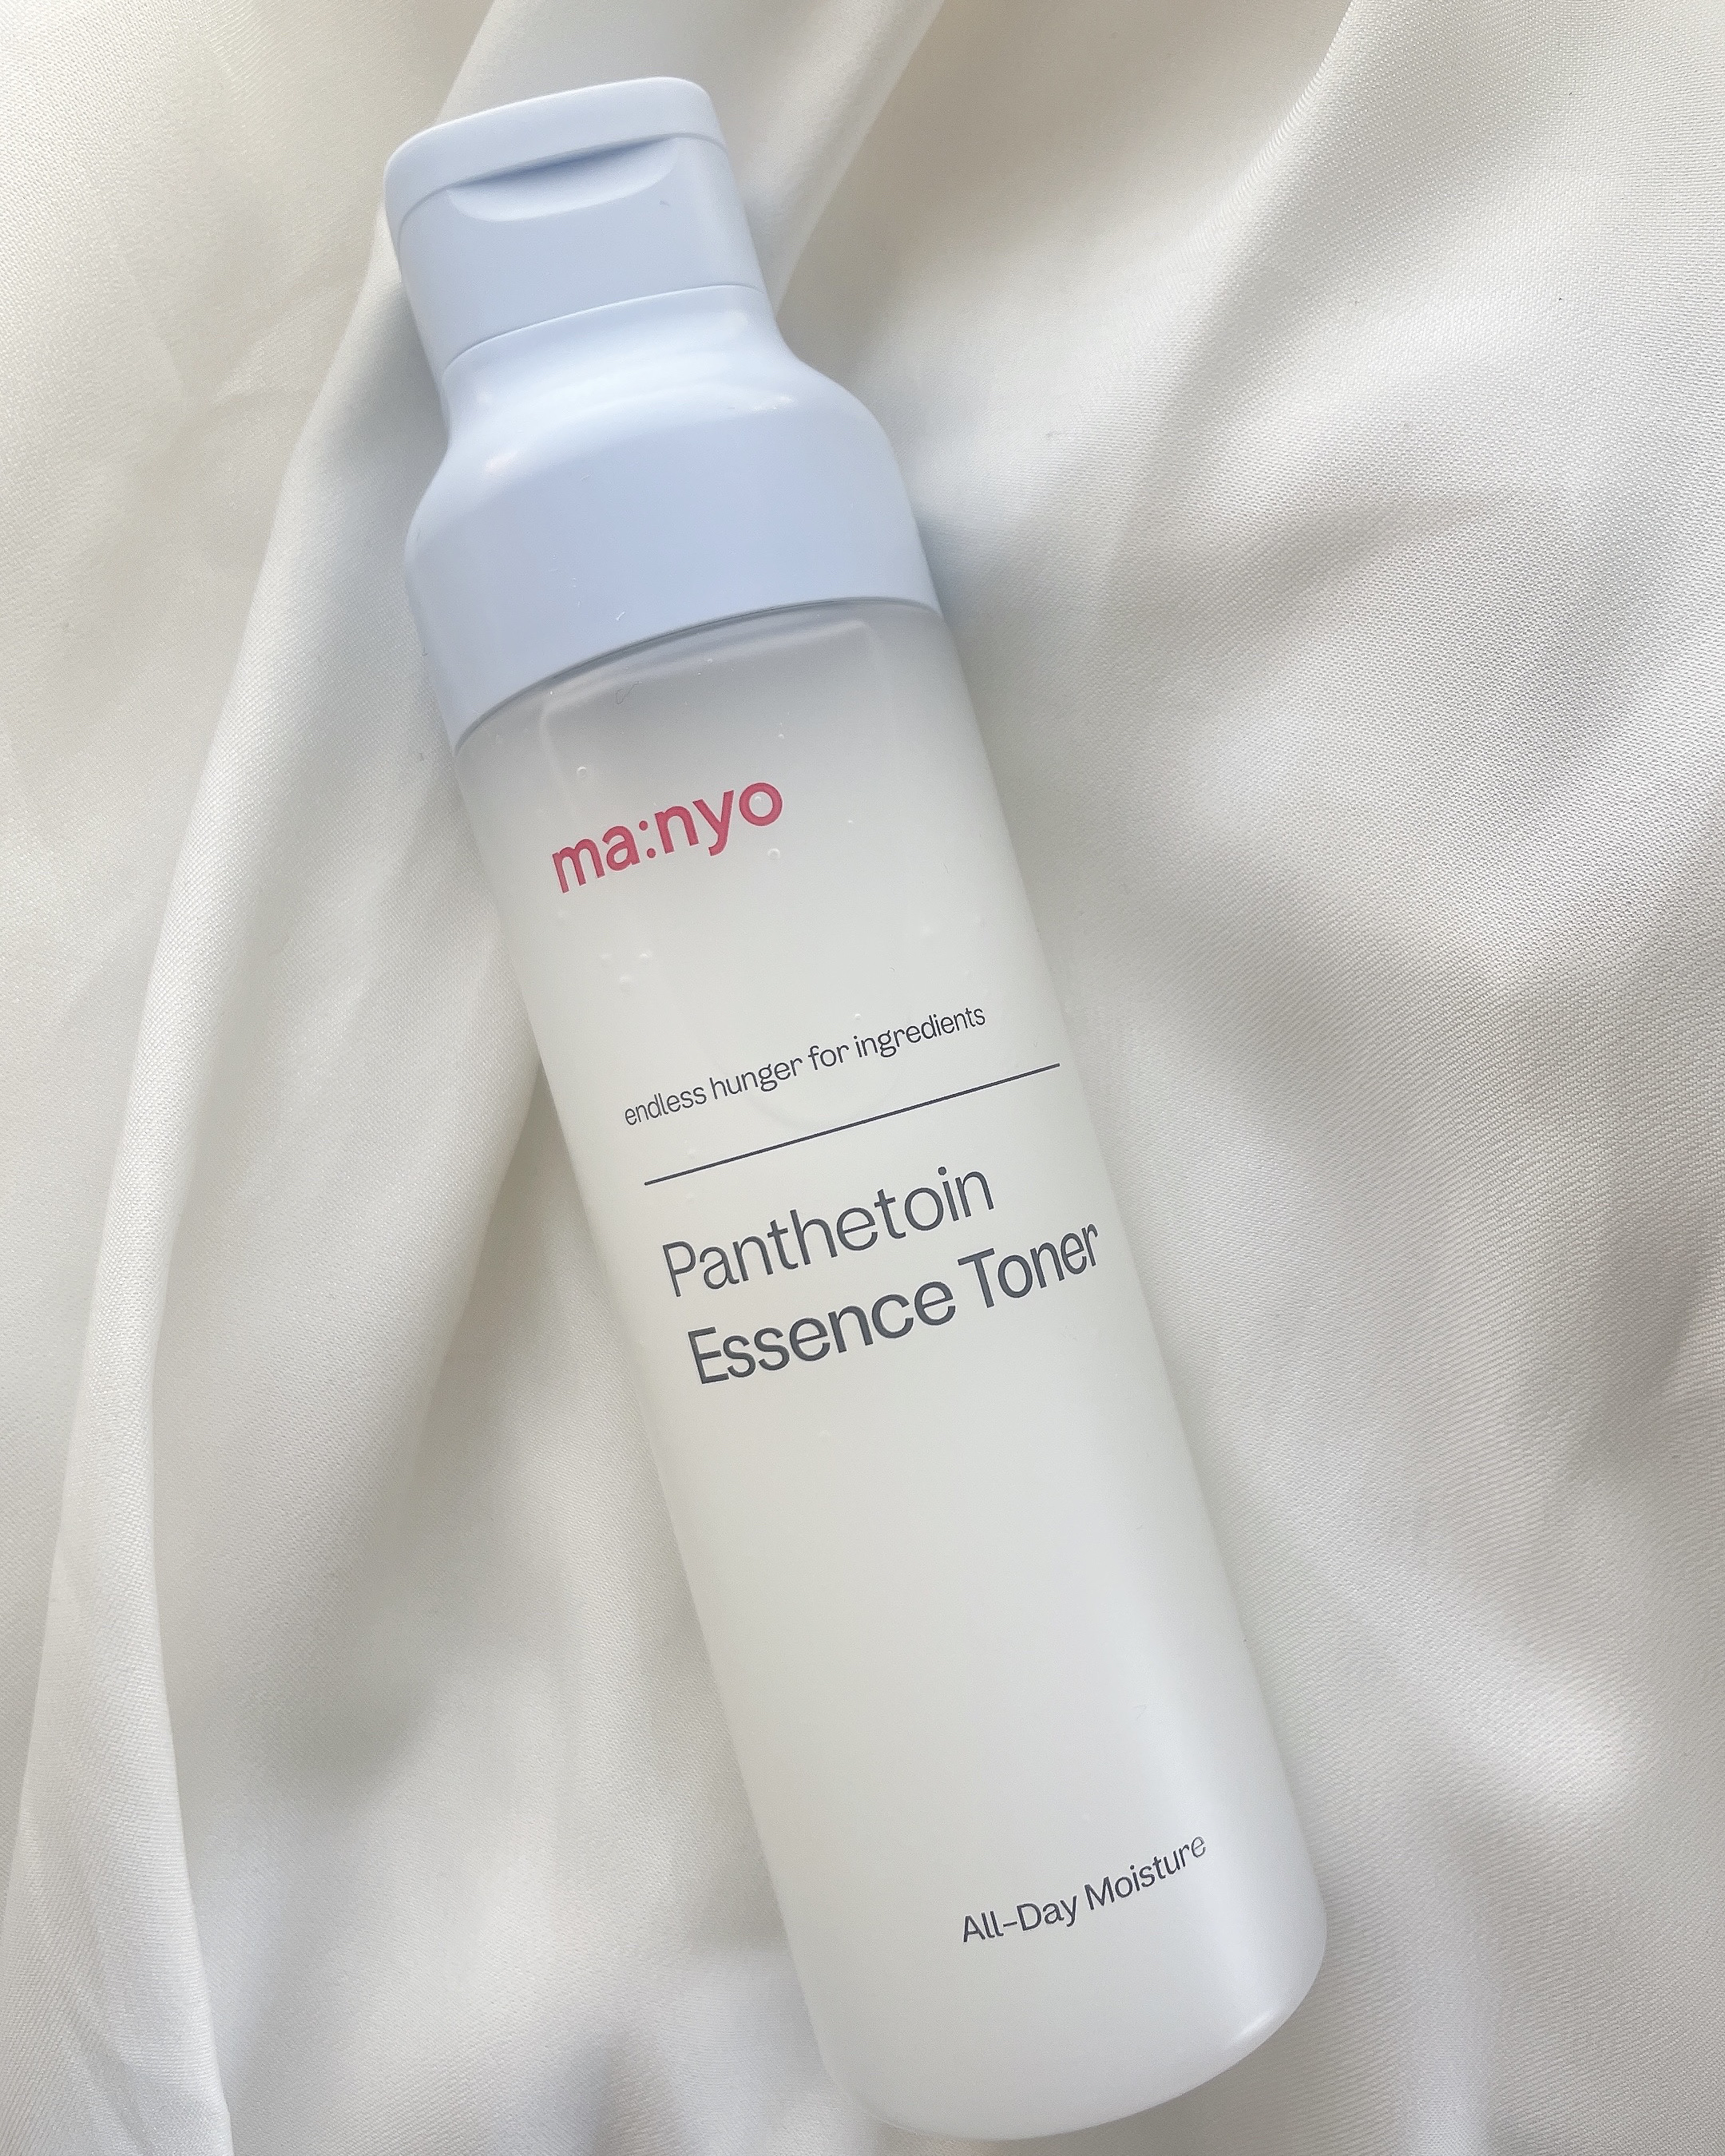 ma:nyo
endless hunger for ingredients
Panthetoin
Essence Toner
All-Day Moisture